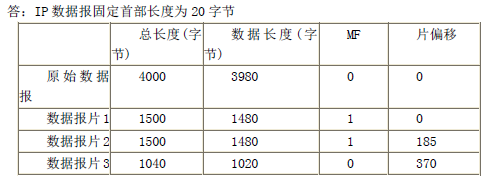 答：IP 数据报固定首部长度为 20 字节
总长度(字节) 数据长度(字节) MF 片偏移
原始数据报 4000 3980 0 0
数据报片1 1500 1480 1 0
数据报片2 1500 1480 1 185
数据报片3 1040 1020 0 370